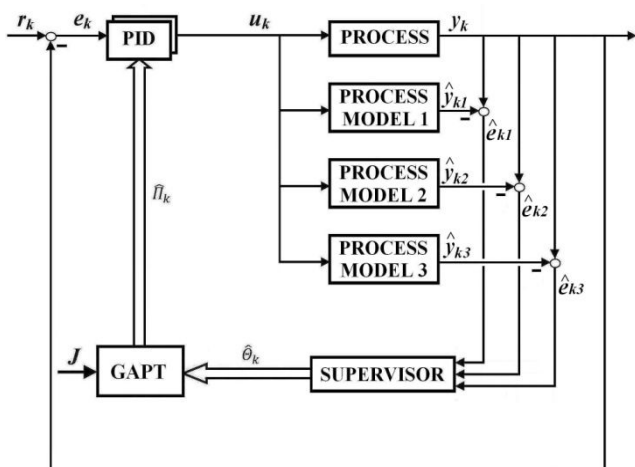 r_k
e_k
PID
u_k
PROCESS
y_k
PROCESS
MODEL 1
ŷ_k1
ê_k1
PROCESS
MODEL 2
ŷ_k2
ê_k2
PROCESS
MODEL 3
ŷ_k3
ê_k3
Π̂_k
J
GAPT
Θ̂_k
SUPERVISOR